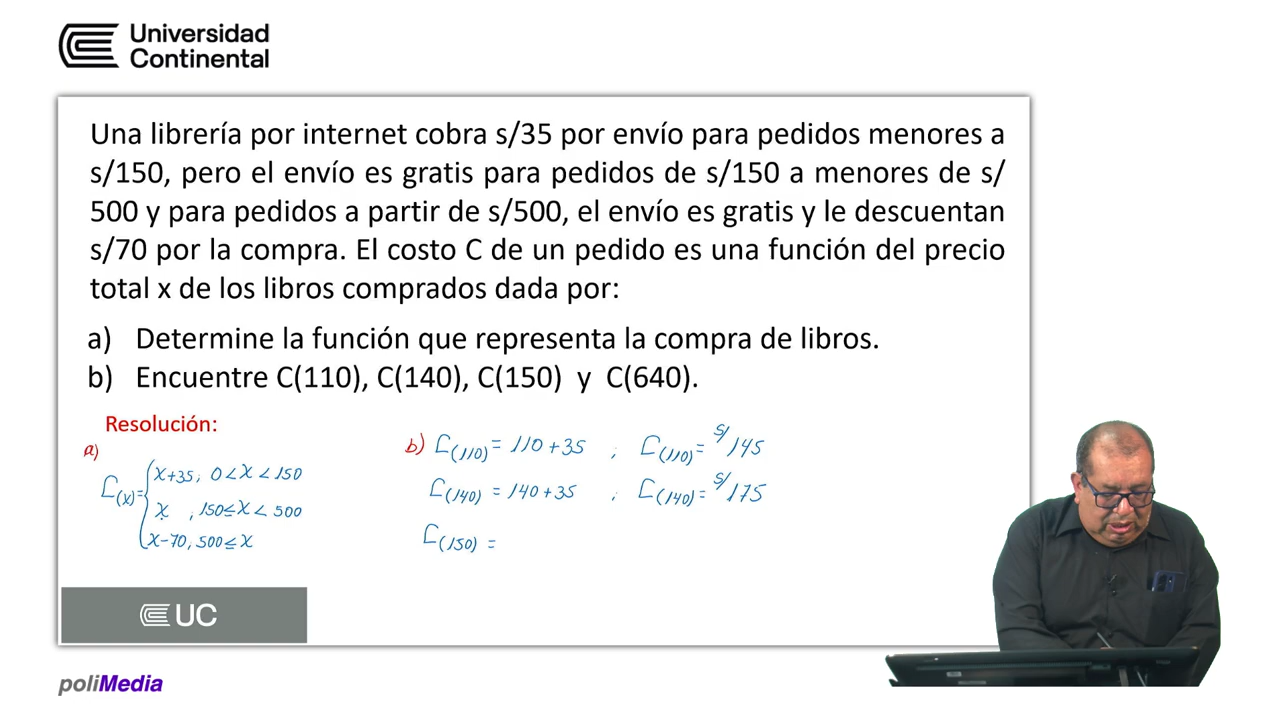 Universidad
Continental
Una librería por internet cobra s/35 por envío para pedidos menores a
s/150, pero el envío es gratis para pedidos de s/150 a menores de s/
500 y para pedidos a partir de s/500, el envío es gratis y le descuentan
s/70 por la compra. El costo C de un pedido es una función del precio
total x de los libros comprados dada por:
a) Determine la función que representa la compra de libros.
b) Encuentre C(110), C(140), C(150) y C(640).
Resolución:
a)
C(x)=
x+35; 0<x<150
x , 150≤x<500
x-70, 500≤x
b) C(110) = 110+35 ; C(110) = s/145
C(140) = 140+35 ; C(140) = s/175
C(150) =
UC
poliMedia